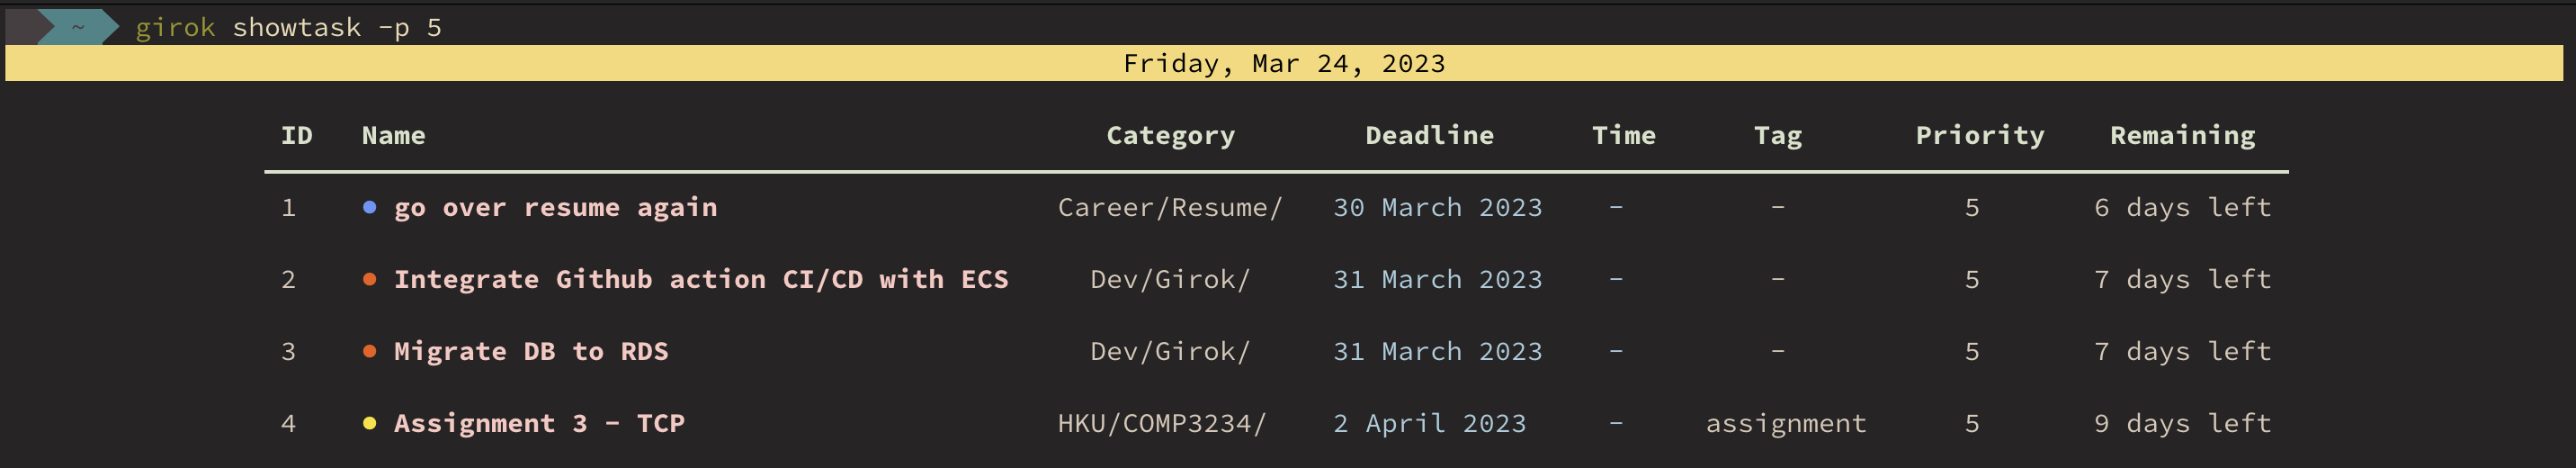 ~ girok showtask -p 5
Friday, Mar 24, 2023
ID Name Category Deadline Time Tag Priority Remaining
1 ● go over resume again Career/Resume/ 30 March 2023 - - 5 6 days left
2 ● Integrate Github action CI/CD with ECS Dev/Girok/ 31 March 2023 - - 5 7 days left
3 ● Migrate DB to RDS Dev/Girok/ 31 March 2023 - - 5 7 days left
4 ● Assignment 3 - TCP HKU/COMP3234/ 2 April 2023 - assignment 5 9 days left